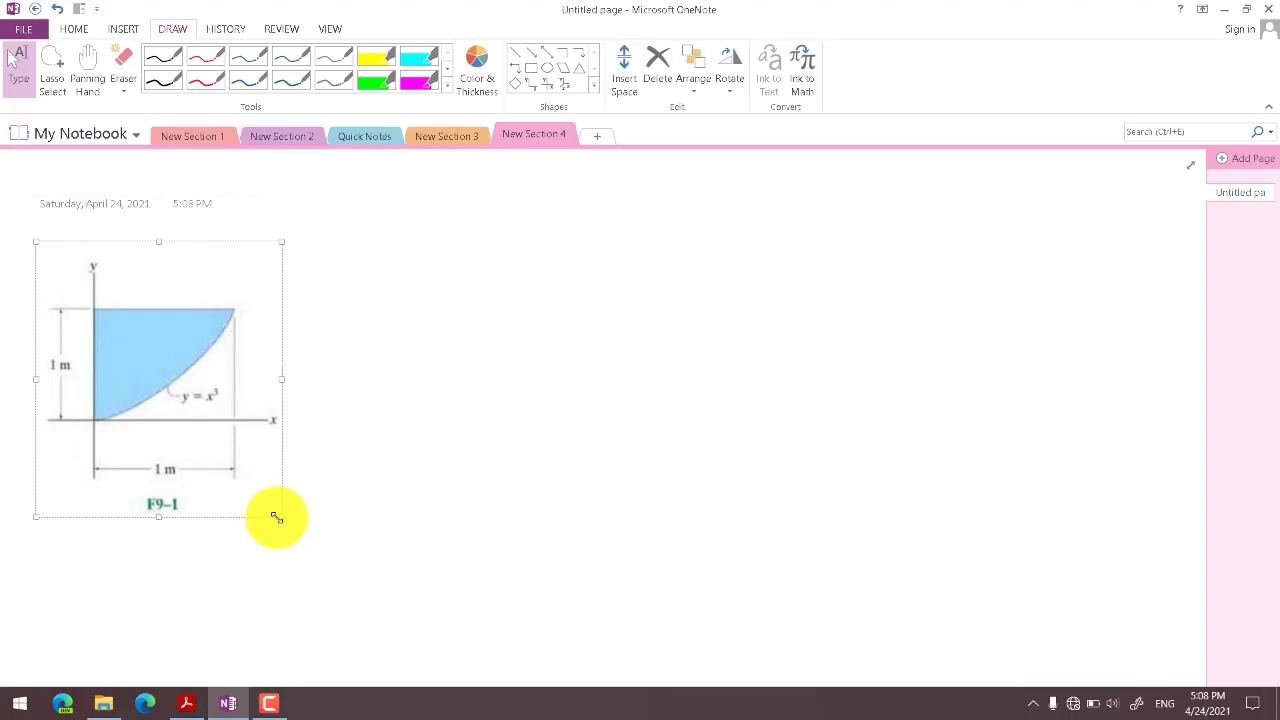 Untitled page - Microsoft OneNote
Sign in
FILE HOME INSERT DRAW HISTORY REVIEW VIEW
Type
Lasso Select
Panning Hand
Eraser
Color & Thickness
Insert Space
Delete
Arrange
Rotate
Ink to Text
Ink to Math
Tools
Shapes
Edit
Convert
My Notebook
New Section 1
New Section 2
Quick Notes
New Section 3
New Section 4
Search (Ctrl+E)
Add Page
Untitled pa
Saturday, April 24, 2021 5:08 PM
y
1 m
y = x³
x
1 m
F9–1
ENG
5:08 PM
4/24/2021